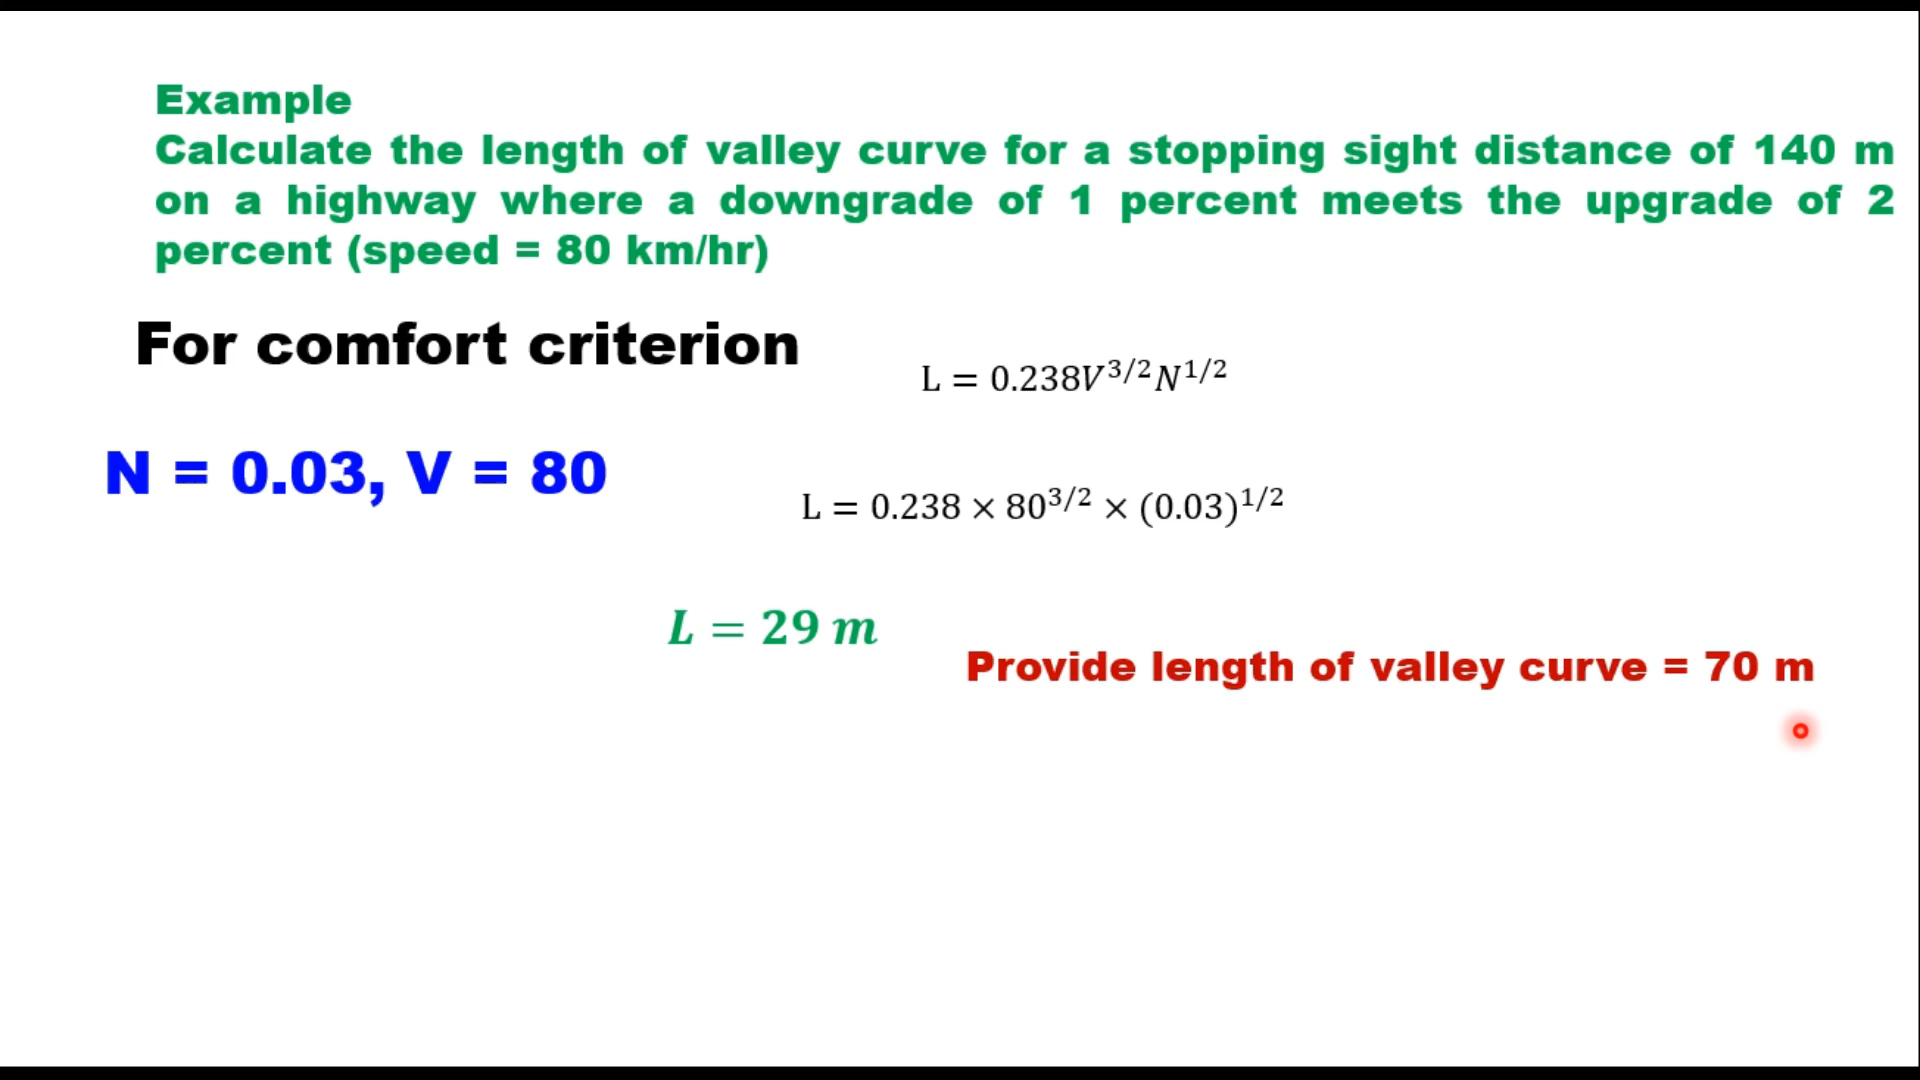 Example
Calculate the length of valley curve for a stopping sight distance of 140 m
on a highway where a downgrade of 1 percent meets the upgrade of 2
percent (speed = 80 km/hr)
For comfort criterion
L = 0.238V^{3/2}N^{1/2}
N = 0.03, V = 80
L = 0.238 × 80^{3/2} × (0.03)^{1/2}
L = 29 m
Provide length of valley curve = 70 m